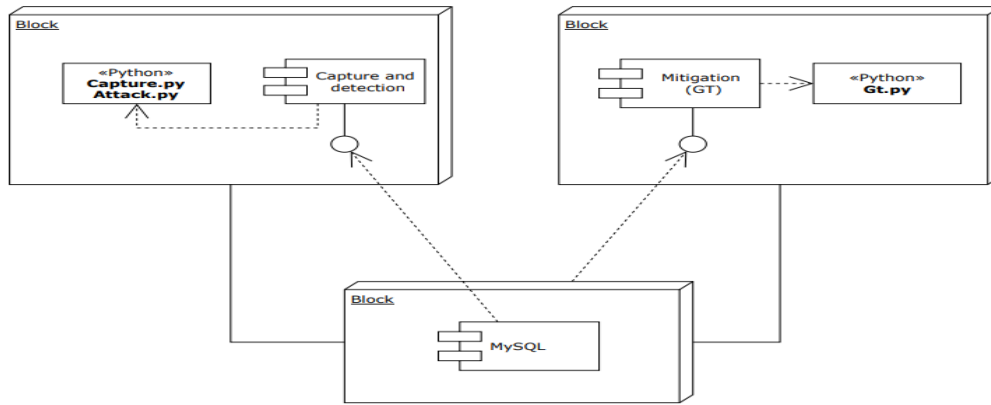 Block
«Python»
Capture.py
Attack.py
Capture and
detection
Block
Mitigation
(GT)
«Python»
Gt.py
Block
MySQL